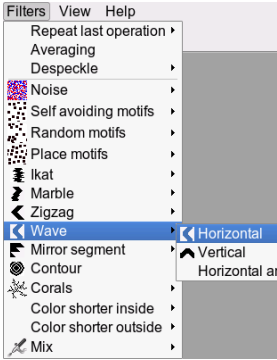 Filters View Help
Repeat last operation
Averaging
Despeckle
Noise
Self avoiding motifs
Random motifs
Place motifs
Ikat
Marble
Zigzag
Wave
Horizontal
Mirror segment
Vertical
Contour
Horizontal
Corals
Color shorter inside
Color shorter outside
Mix